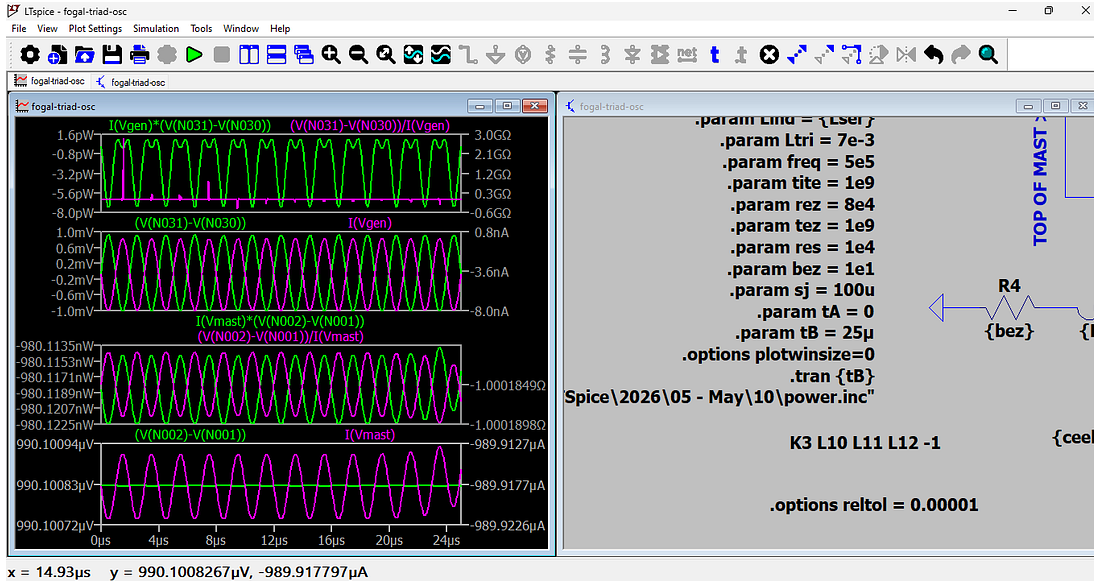 LTspice - fogal-triad-osc
File View Plot Settings Simulation Tools Window Help
net t t
fogal-triad-osc fogal-triad-osc
fogal-triad-osc
I(Vgen)*(V(N031)-V(N030)) (V(N031)-V(N030))/I(Vgen)
1.6pW 3.0GΩ
-0.8pW 2.1GΩ
-3.2pW 1.2GΩ
-5.6pW 0.3GΩ
-8.0pW -0.6GΩ
(V(N031)-V(N030)) I(Vgen)
1.0mV 0.8nA
0.6mV
0.2mV -3.6nA
-0.2mV
-0.6mV
-1.0mV -8.0nA
I(Vmast)*(V(N002)-V(N001))
(V(N002)-V(N001))/I(Vmast)
-980.1135nW
-980.1153nW
-980.1171nW -1.0001849Ω
-980.1189nW
-980.1207nW
-980.1225nW -1.0001898Ω
(V(N002)-V(N001)) I(Vmast)
990.10094µV -989.9127µA
990.10083µV -989.9177µA
990.10072µV -989.9226µA
0µs 4µs 8µs 12µs 16µs 20µs 24µs
fogal-triad-osc
.param Lind = {Lser}
.param Ltri = 7e-3
.param freq = 5e5
.param tite = 1e9
.param rez = 8e4
.param tez = 1e9
.param res = 1e4
.param bez = 1e1
.param sj = 100u
.param tA = 0
.param tB = 25µ
.options plotwinsize=0
.tran {tB}
Spice\2026\05 - May\10\power.inc"
K3 L10 L11 L12 -1
.options reltol = 0.00001
TOP OF MAST
R4
{bez}
{ceel
x = 14.93µs y = 990.1008267µV, -989.917797µA